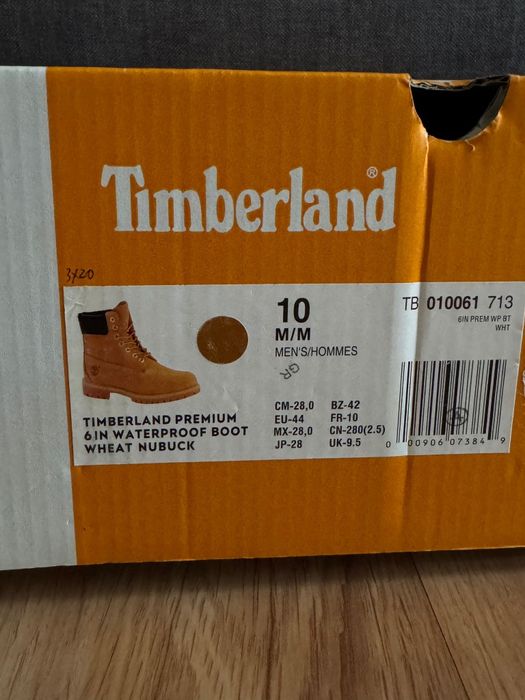 Timberland®
3x20
10
M/M
MEN'S/HOMMES
GR
TB 010061 713
6IN PREM WP BT
WHT
TIMBERLAND PREMIUM
6 IN WATERPROOF BOOT
WHEAT NUBUCK
CM-28,0 BZ-42
EU-44 FR-10
MX-28,0 CN-280(2.5)
JP-28 UK-9.5
0 00906 07384 9